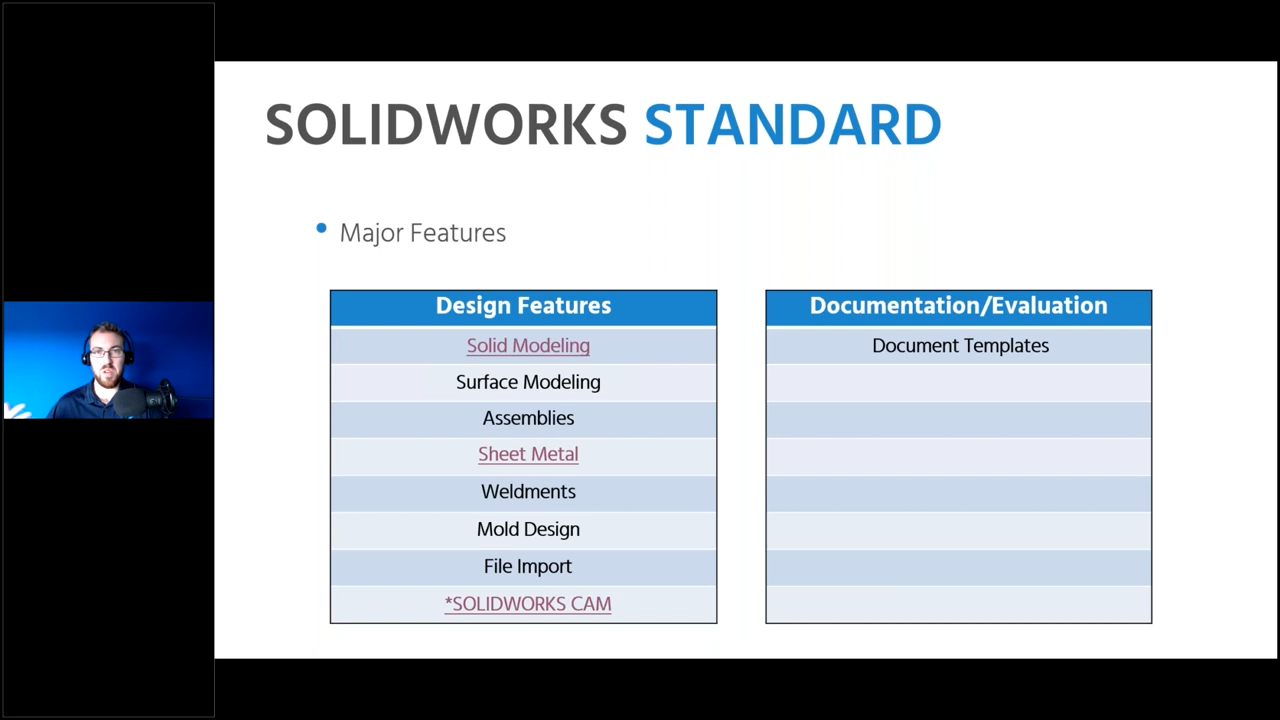 SOLIDWORKS STANDARD
• Major Features
Design Features
Solid Modeling
Surface Modeling
Assemblies
Sheet Metal
Weldments
Mold Design
File Import
*SOLIDWORKS CAM
Documentation/Evaluation
Document Templates